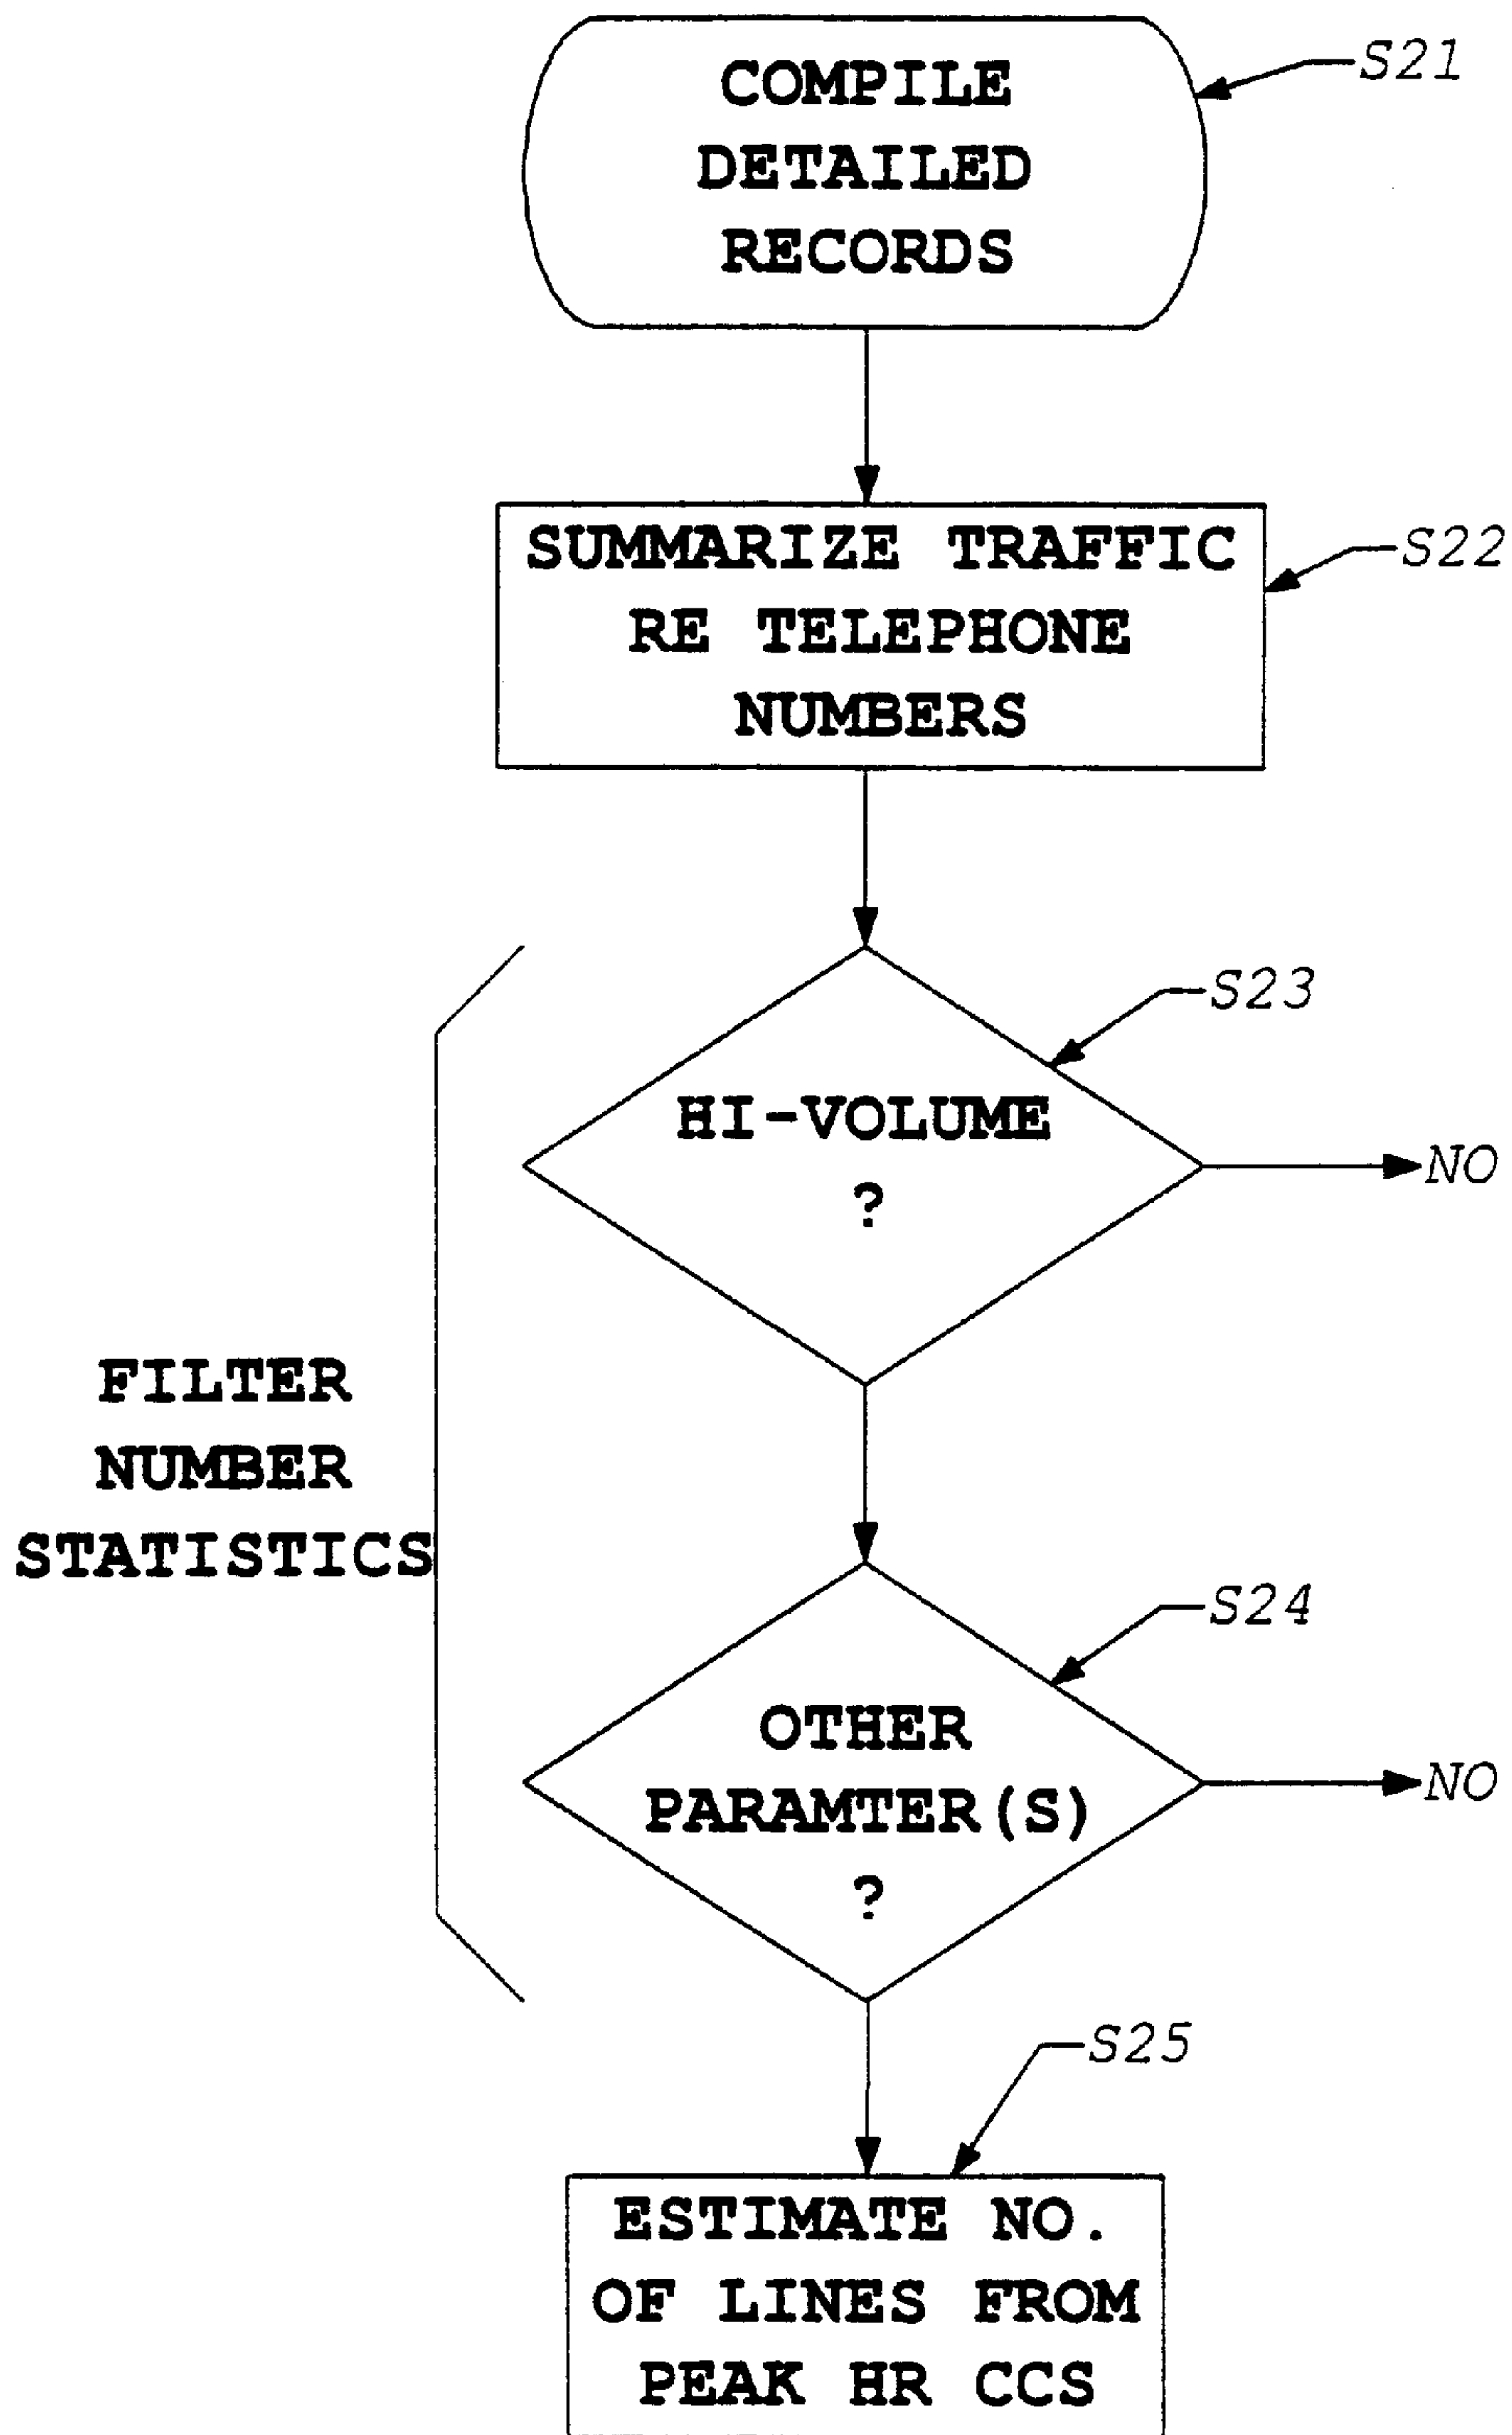 COMPILE
DETAILED
RECORDS
S21
SUMMARIZE TRAFFIC
RE TELEPHONE
NUMBERS
S22
S23
HI-VOLUME
?
NO
FILTER
NUMBER
STATISTICS
S24
OTHER
PARAMTER(S)
?
NO
S25
ESTIMATE NO.
OF LINES FROM
PEAK HR CCS